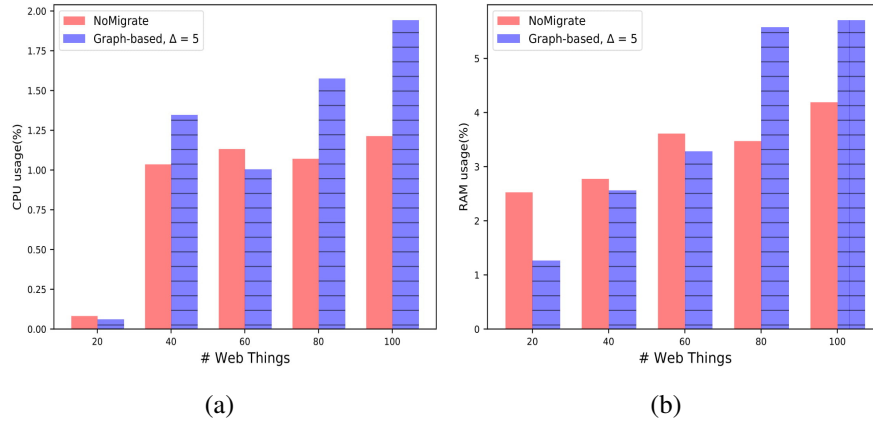 NoMigrate
Graph-based, Δ = 5
CPU usage(%)
2.00
1.75
1.50
1.25
1.00
0.75
0.50
0.25
0.00
20 40 60 80 100
# Web Things
(a)
NoMigrate
Graph-based, Δ = 5
RAM usage(%)
5
4
3
2
1
0
20 40 60 80 100
# Web Things
(b)